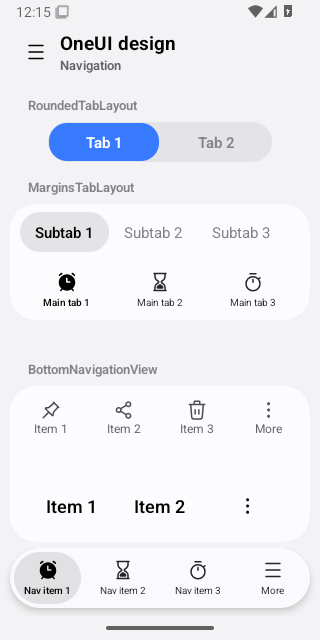 12:15
OneUI design
Navigation
RoundedTabLayout
Tab 1 Tab 2
MarginsTabLayout
Subtab 1 Subtab 2 Subtab 3
Main tab 1 Main tab 2 Main tab 3
BottomNavigationView
Item 1 Item 2 Item 3 More
Item 1 Item 2
Nav item 1 Nav item 2 Nav item 3 More